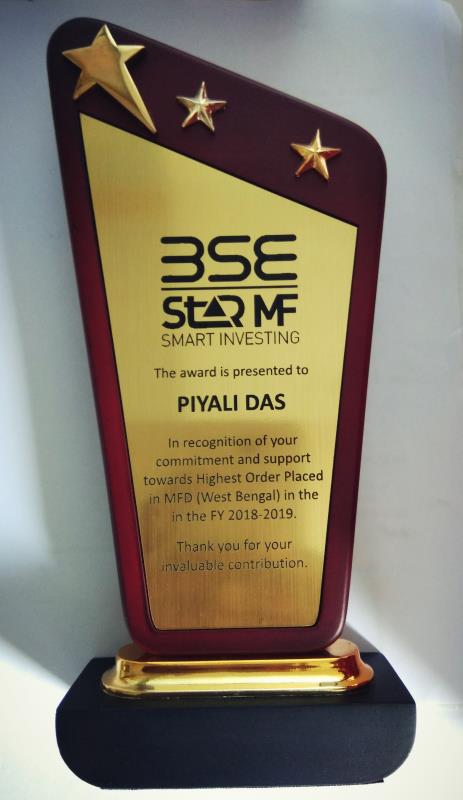 BSE
StAR MF
SMART INVESTING
The award is presented to
PIYALI DAS
In recognition of your
commitment and support
towards Highest Order Placed
in MFD (West Bengal) in the
in the FY 2018-2019.
Thank you for your
invaluable contribution.